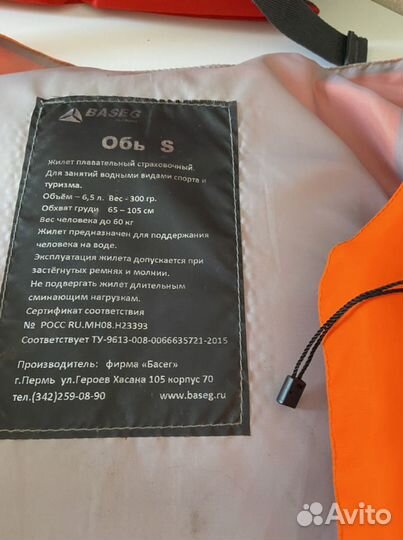 BASEG
Обь S
Жилет плавательный страховочный.
Для занятий водными видами спорта и
туризма.
Объём – 6,5 л. Вес - 300 гр.
Обхват груди 65 – 105 см
Вес человека до 60 кг
Жилет предназначен для поддержания
человека на воде.
Эксплуатация жилета допускается при
застёгнутых ремнях и молнии.
Не подвергать жилет длительным
сминающим нагрузкам.
Сертификат соответствия
№ РОСС RU.МН08.Н23393
Соответствует ТУ-9613-008-0066635721-2015
Производитель: фирма «Басег»
г.Пермь ул.Героев Хасана 105 корпус 70
тел.(342)259-08-90 www.baseg.ru
Avito